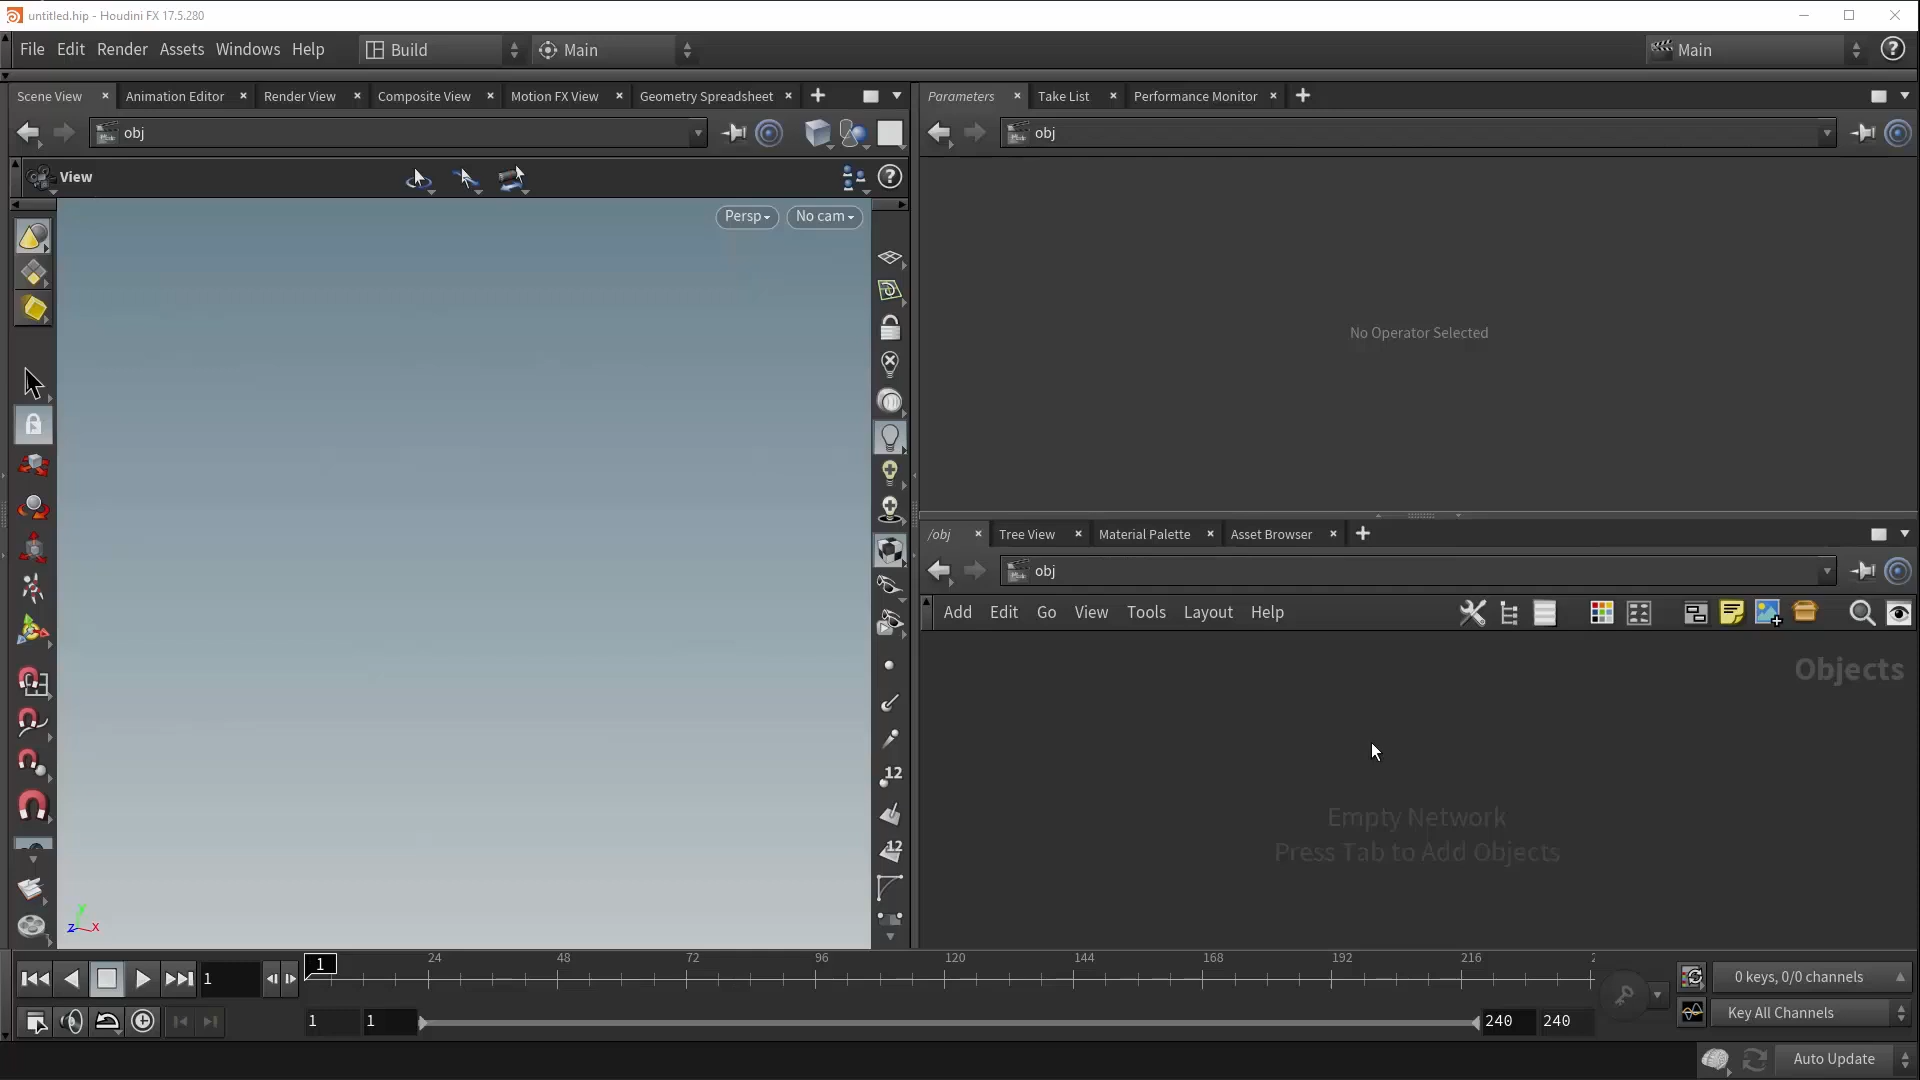 untitled.hip - Houdini FX 17.5.280
File Edit Render Assets Windows Help Build Main Main
Scene View Animation Editor Render View Composite View Motion FX View Geometry Spreadsheet
Parameters Take List Performance Monitor
obj
obj
View
Persp No cam
No Operator Selected
/obj Tree View Material Palette Asset Browser
obj
Add Edit Go View Tools Layout Help
Objects
12
Empty Network
Press Tab to Add Objects
12
z y x
1
1 24 48 72 96 120 144 168 192 216 2
0 keys, 0/0 channels
1 1 240 240
Key All Channels
Auto Update